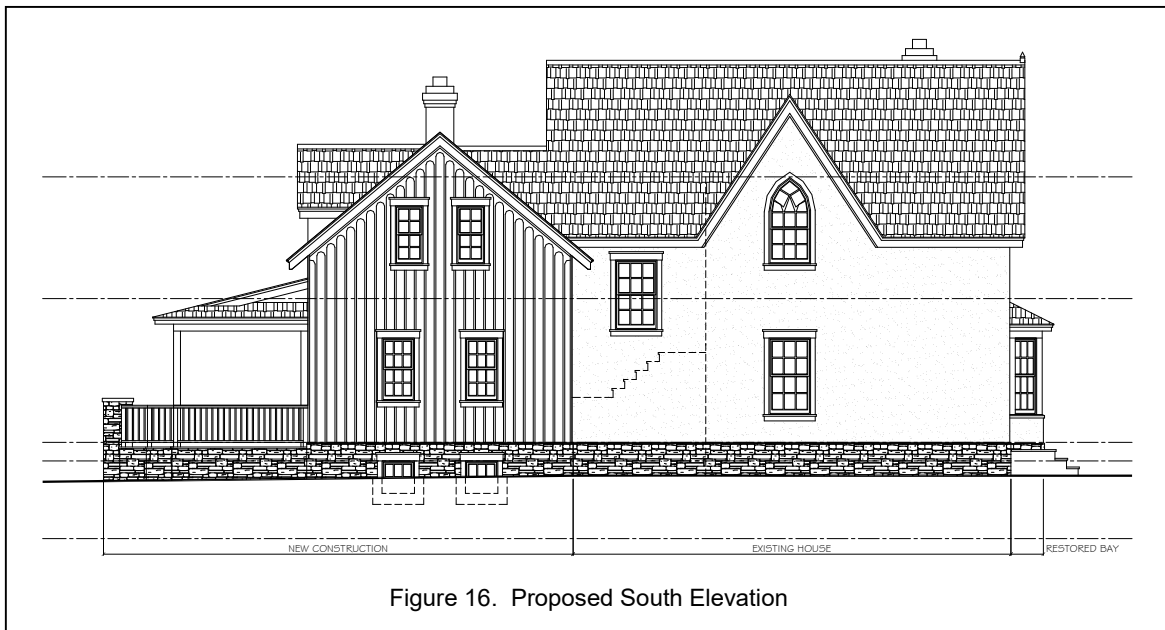 NEW CONSTRUCTION
EXISTING HOUSE
RESTORED BAY
Figure 16. Proposed South Elevation